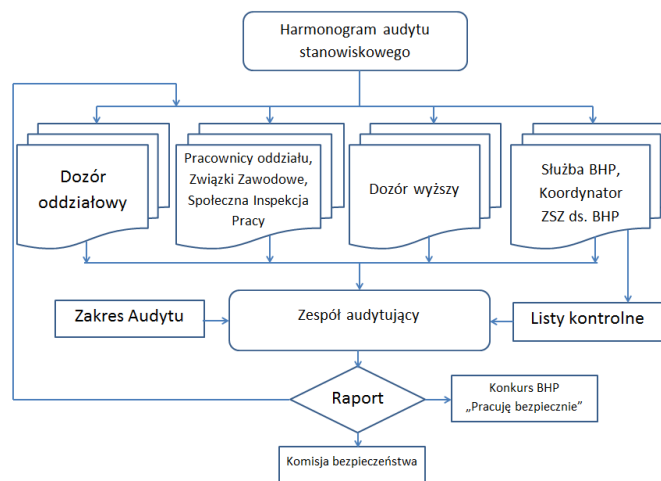 Harmonogram audytu
stanowiskowego
Dozór
oddziałowy
Pracownicy oddziału,
Związki Zawodowe,
Społeczna Inspekcja
Pracy
Dozór wyższy
Służba BHP,
Koordynator
ZSZ ds. BHP
Zakres Audytu
Zespół audytujący
Listy kontrolne
Raport
Konkurs BHP
„Pracuję bezpiecznie”
Komisja bezpieczeństwa